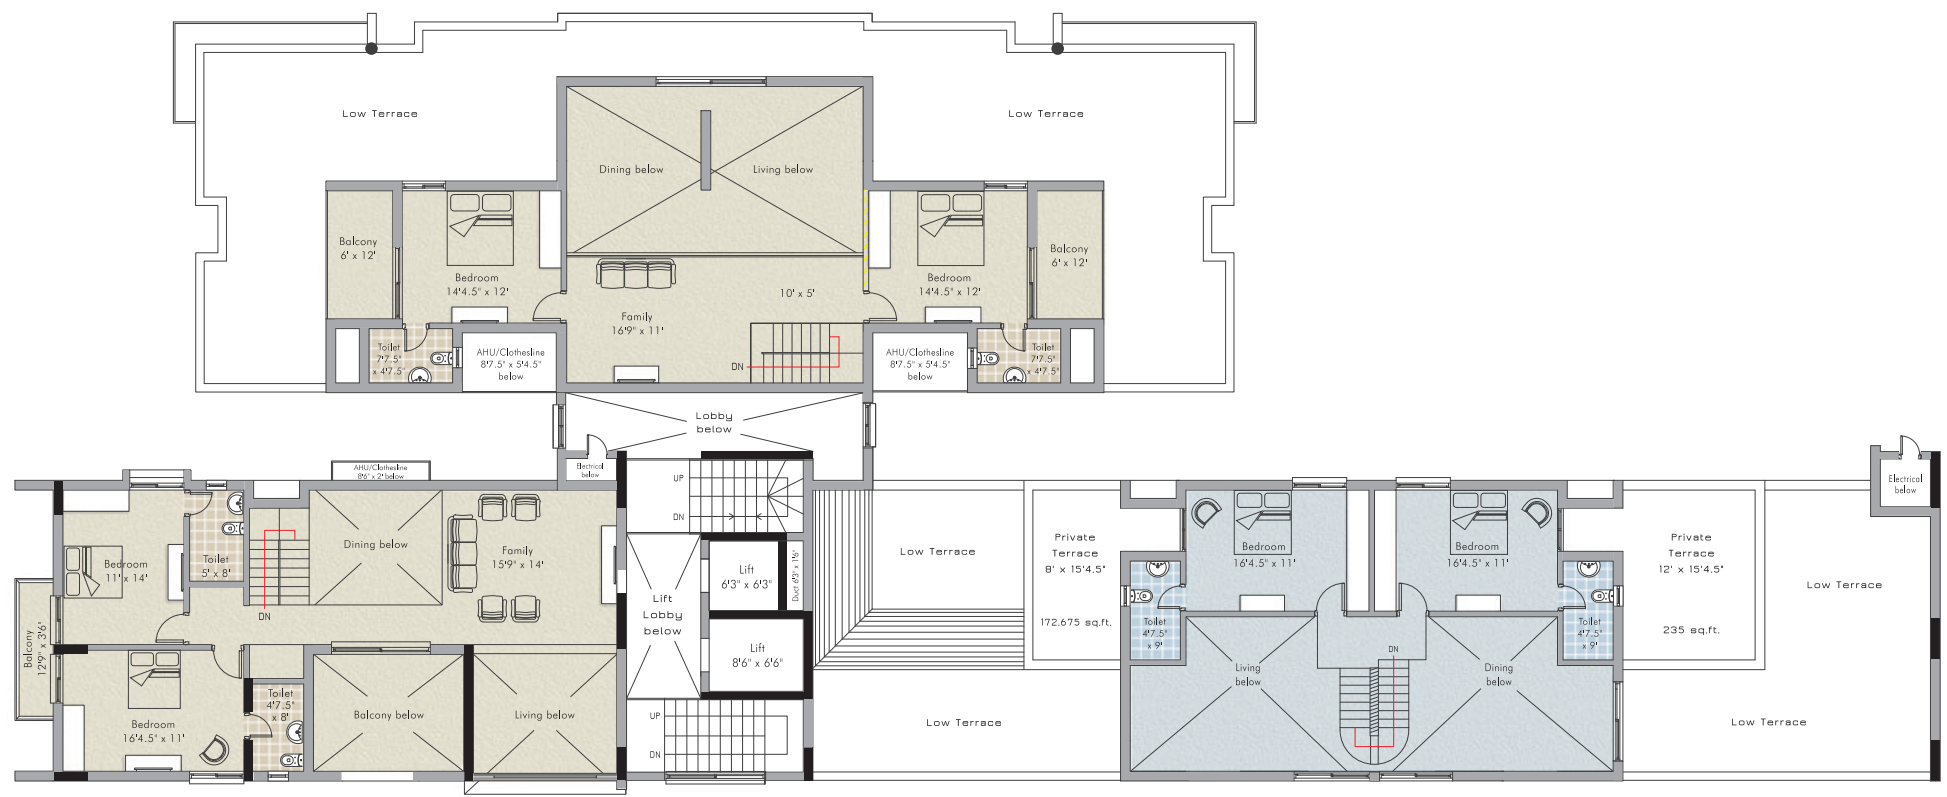 Low Terrace
Low Terrace
Dining below
Living below
Balcony
6' x 12'
Bedroom
14'4.5" x 12'
Bedroom
14'4.5" x 12'
Balcony
6' x 12'
10' x 5'
Family
16'9" x 11'
Toilet
7'7.5"
x 4'7.5"
AHU/Clothesline
8'7.5" x 5'4.5"
below
DN
AHU/Clothesline
8'7.5" x 5'4.5"
below
Toilet
7'7.5"
x 4'7.5"
Lobby
below
Electrical
below
AHU/Clothesline
8'6" x 2' below
UP
DN
Electrical
below
Bedroom
11' x 14'
Toilet
5' x 8'
DN
Dining below
Family
15'9" x 14'
Lift
6'3" x 6'3"
Duct 6'3" x 1'6"
Lift
Lobby
below
Lift
8'6" x 6'6"
Low Terrace
Private
Terrace
8' x 15'4.5"
172.675 sq.ft.
Bedroom
16'4.5" x 11'
Bedroom
16'4.5" x 11'
Private
Terrace
12' x 15'4.5"
235 sq.ft.
Low Terrace
Toilet
4'7.5"
x 9'
Toilet
4'7.5"
x 9'
Balcony
12'9" x 3'6"
Bedroom
16'4.5" x 11'
Toilet
4'7.5"
x 8'
Balcony below
Living below
UP
DN
Low Terrace
Living
below
DN
Dining
below
Low Terrace